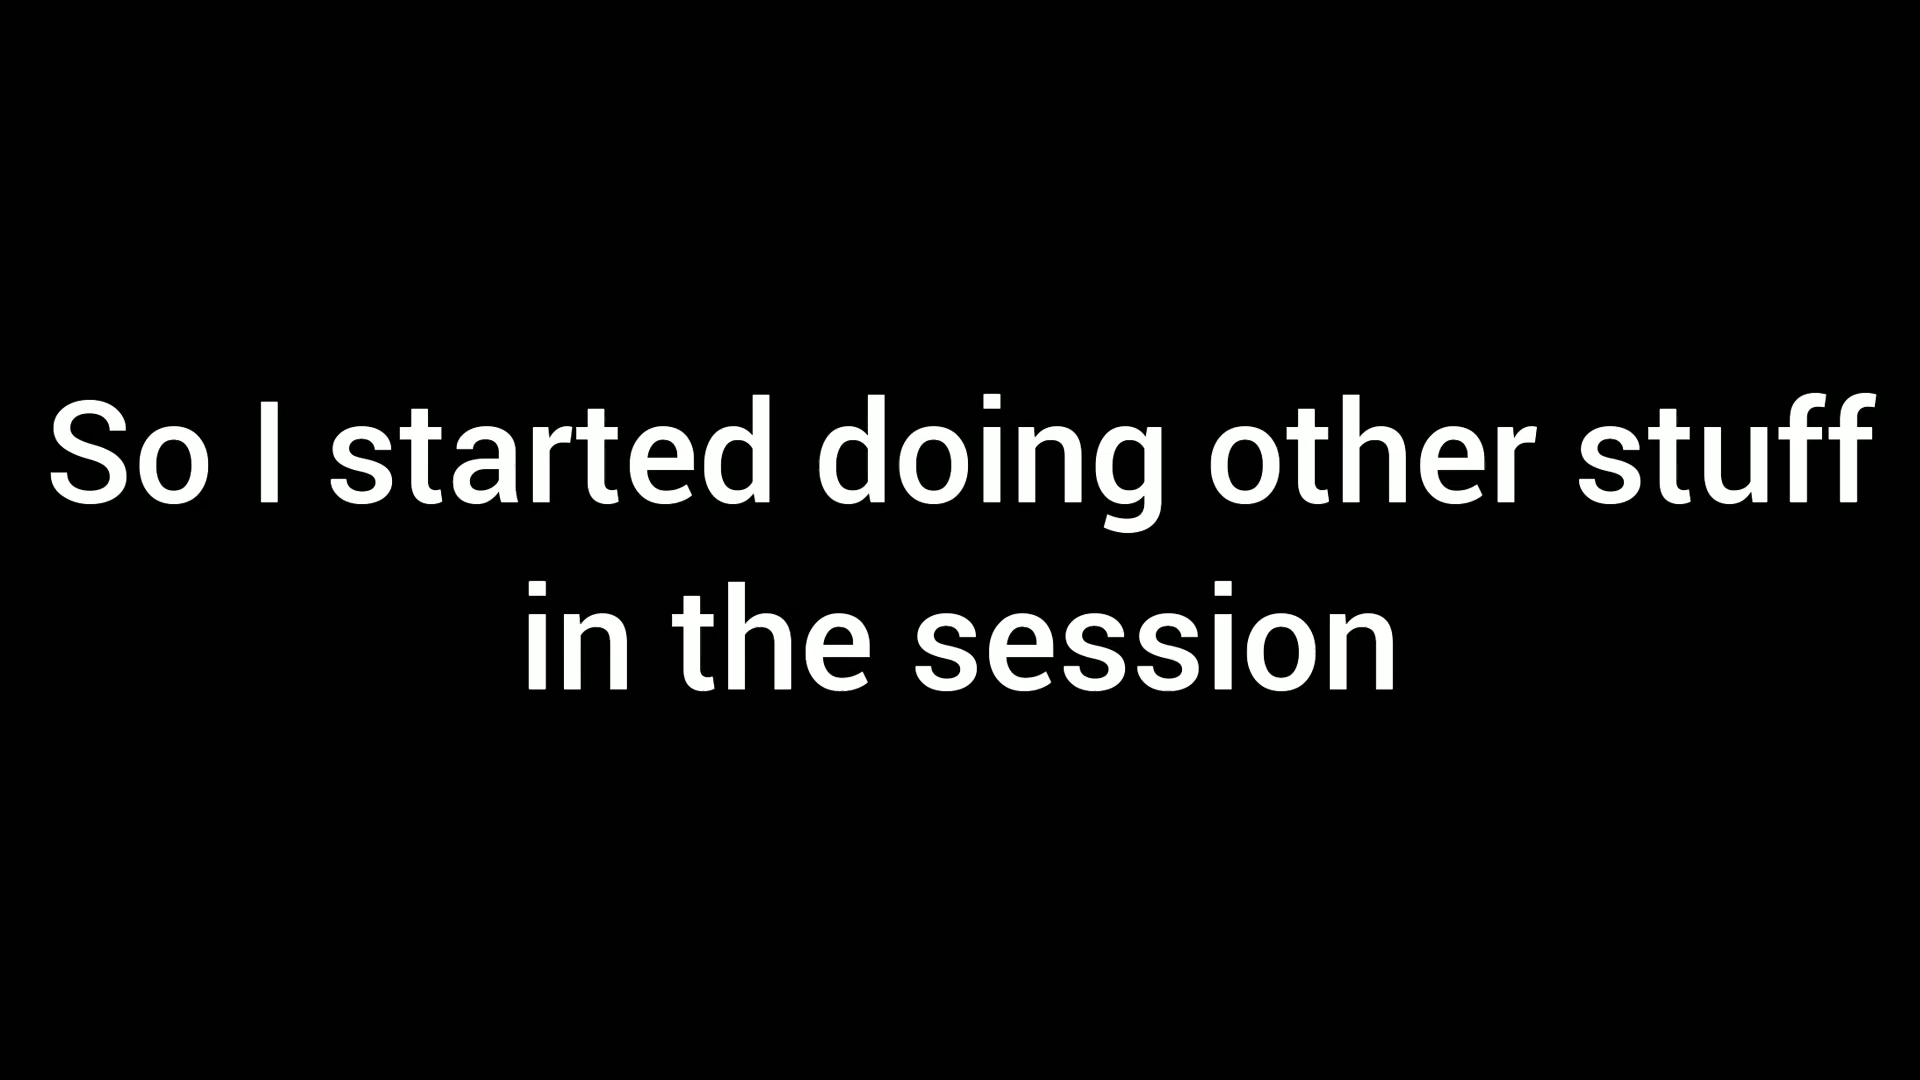 So I started doing other stuff
in the session